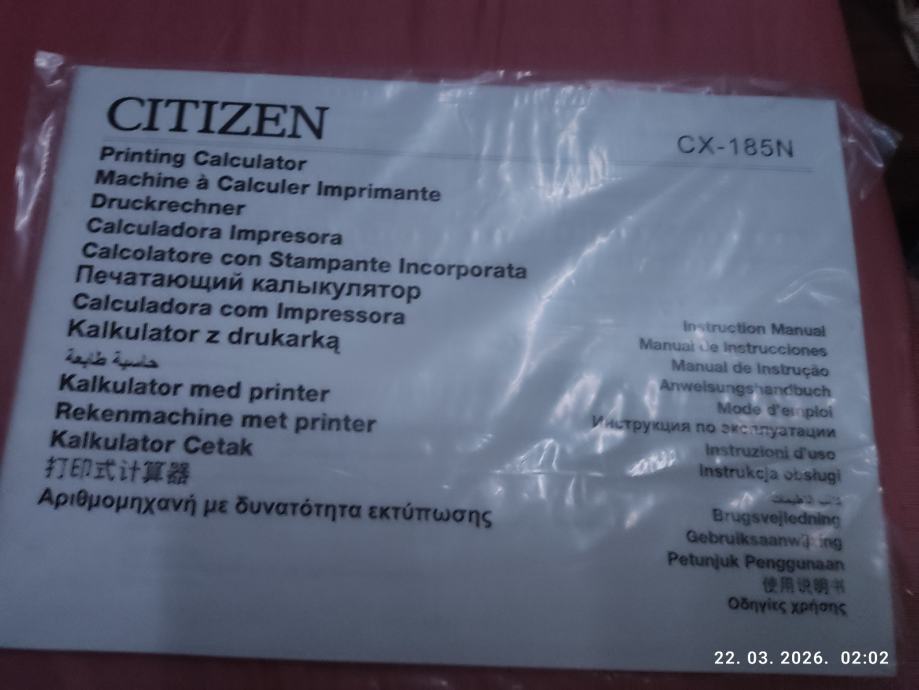 CITIZEN
CX-185N
Printing Calculator
Machine à Calculer Imprimante
Druckrechner
Calculadora Impresora
Calcolatore con Stampante Incorporata
Печатающий калыкулятор
Calculadora com Impressora
Kalkulator z drukarką
حاسبة طابعة
Kalkulator med printer
Rekenmachine met printer
Kalkulator Cetak
打印式计算器
Αριθμομηχανή με δυνατότητα εκτύπωσης
Instruction Manual
Manual de Instrucciones
Manual de Instrução
Anweisungshandbuch
Mode d'emploi
Инструкция по эксплуатации
Instruzioni d'uso
Instrukcja obsługi
Brugsvejledning
Gebruiksaanwijzing
Petunjuk Penggunaan
使用说明书
Οδηγίες χρήσης
22. 03. 2026. 02:02